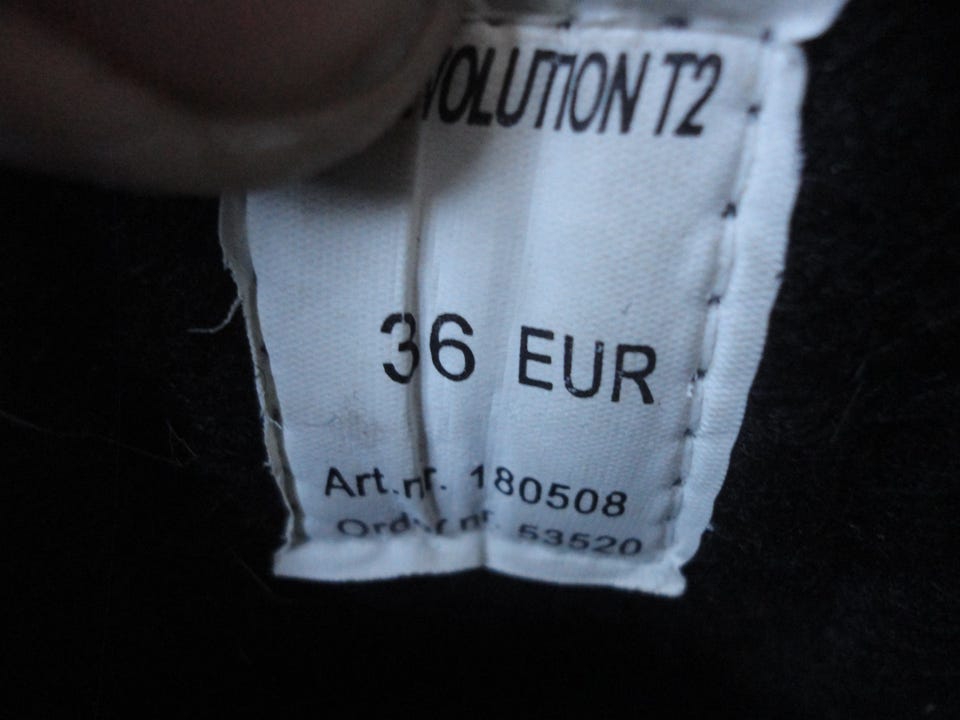 VOLUTION T2
36 EUR
Art.nr. 180508
Order nr. 53520